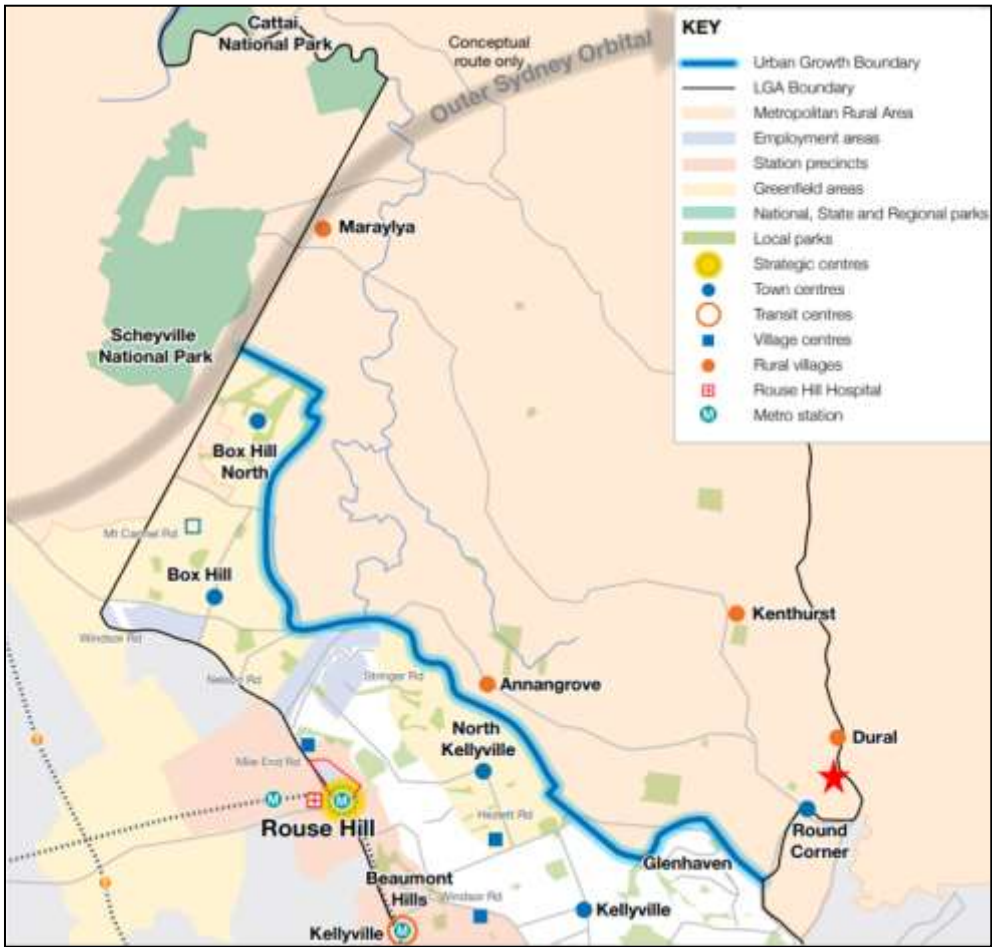 Cattai
National Park
Conceptual
route only
Outer Sydney Orbital
KEY
Urban Growth Boundary
LGA Boundary
Metropolitan Rural Area
Employment areas
Station precincts
Greenfield areas
National, State and Regional parks
Local parks
Strategic centres
Town centres
Transit centres
Village centres
Rural villages
Rouse Hill Hospital
M Metro station
Maraylya
Scheyville
National Park
Box Hill
North
Mt Carmel Rd
Box Hill
Kenthurst
Windsor Rd
Nelson Rd
Stringer Rd
Annangrove
North
Kellyville
Dural
Mile End Rd
M
M
Rouse Hill
Hezlett Rd
Round
Corner
Glenhaven
Beaumont
Hills
Windsor Rd
Kellyville
Kellyville
M